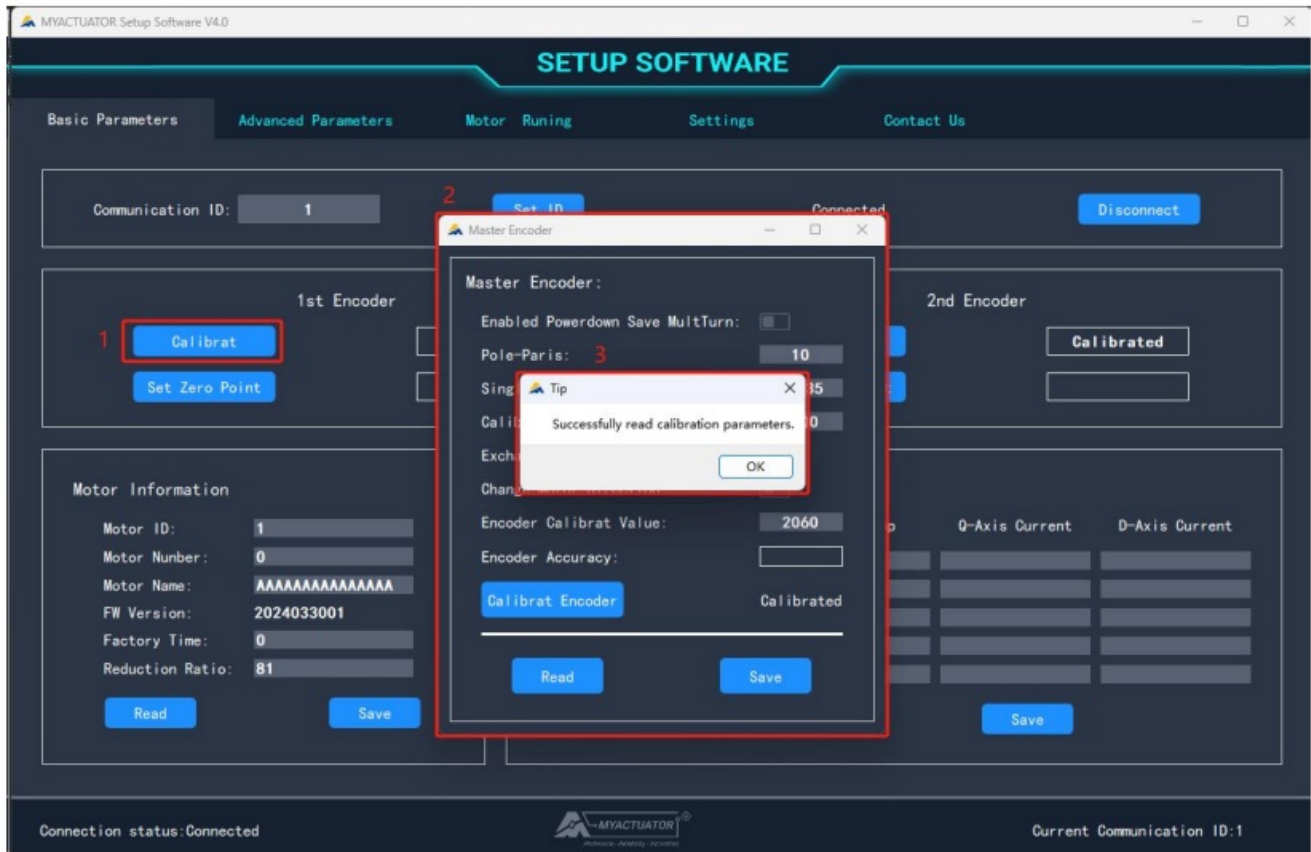 MYACTUATOR Setup Software V4.0
SETUP SOFTWARE
Basic Parameters Advanced Parameters Motor Runing Settings Contact Us
Communication ID: 1 2 Set ID Connected Disconnect
Master Encoder
1st Encoder 2nd Encoder
1 Calibrat Calibrated
Set Zero Point
Master Encoder:
Enabled Powerdown Save MultTurn:
Pole-Paris: 3 10
Tip
Successfully read calibration parameters.
OK
Encoder Calibrat Value: 2060
Encoder Accuracy:
Calibrat Encoder Calibrated
Read Save
Motor Information
Motor ID: 1
Motor Nunber: 0
Motor Name: AAAAAAAAAAAAAAA
FW Version: 2024033001
Factory Time: 0
Reduction Ratio: 81
Read Save
Q-Axis Current D-Axis Current
Save
Connection status:Connected
MYACTUATOR
Current Communication ID:1